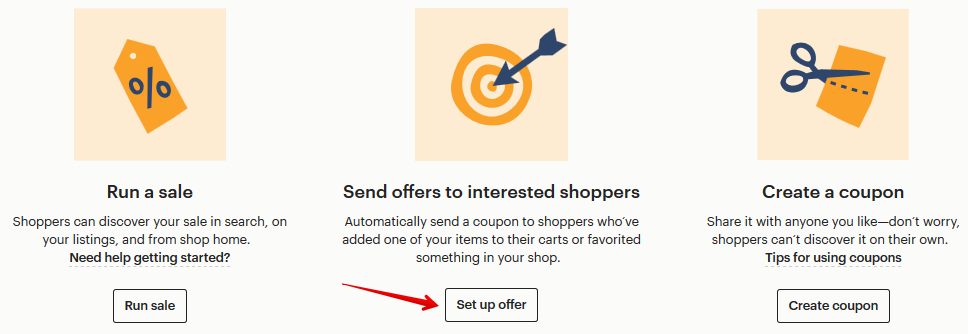 %
Run a sale
Shoppers can discover your sale in search, on
your listings, and from shop home.
Need help getting started?
Run sale
Send offers to interested shoppers
Automatically send a coupon to shoppers who've
added one of your items to their carts or favorited
something in your shop.
Set up offer
Create a coupon
Share it with anyone you like—don't worry,
shoppers can't discover it on their own.
Tips for using coupons
Create coupon